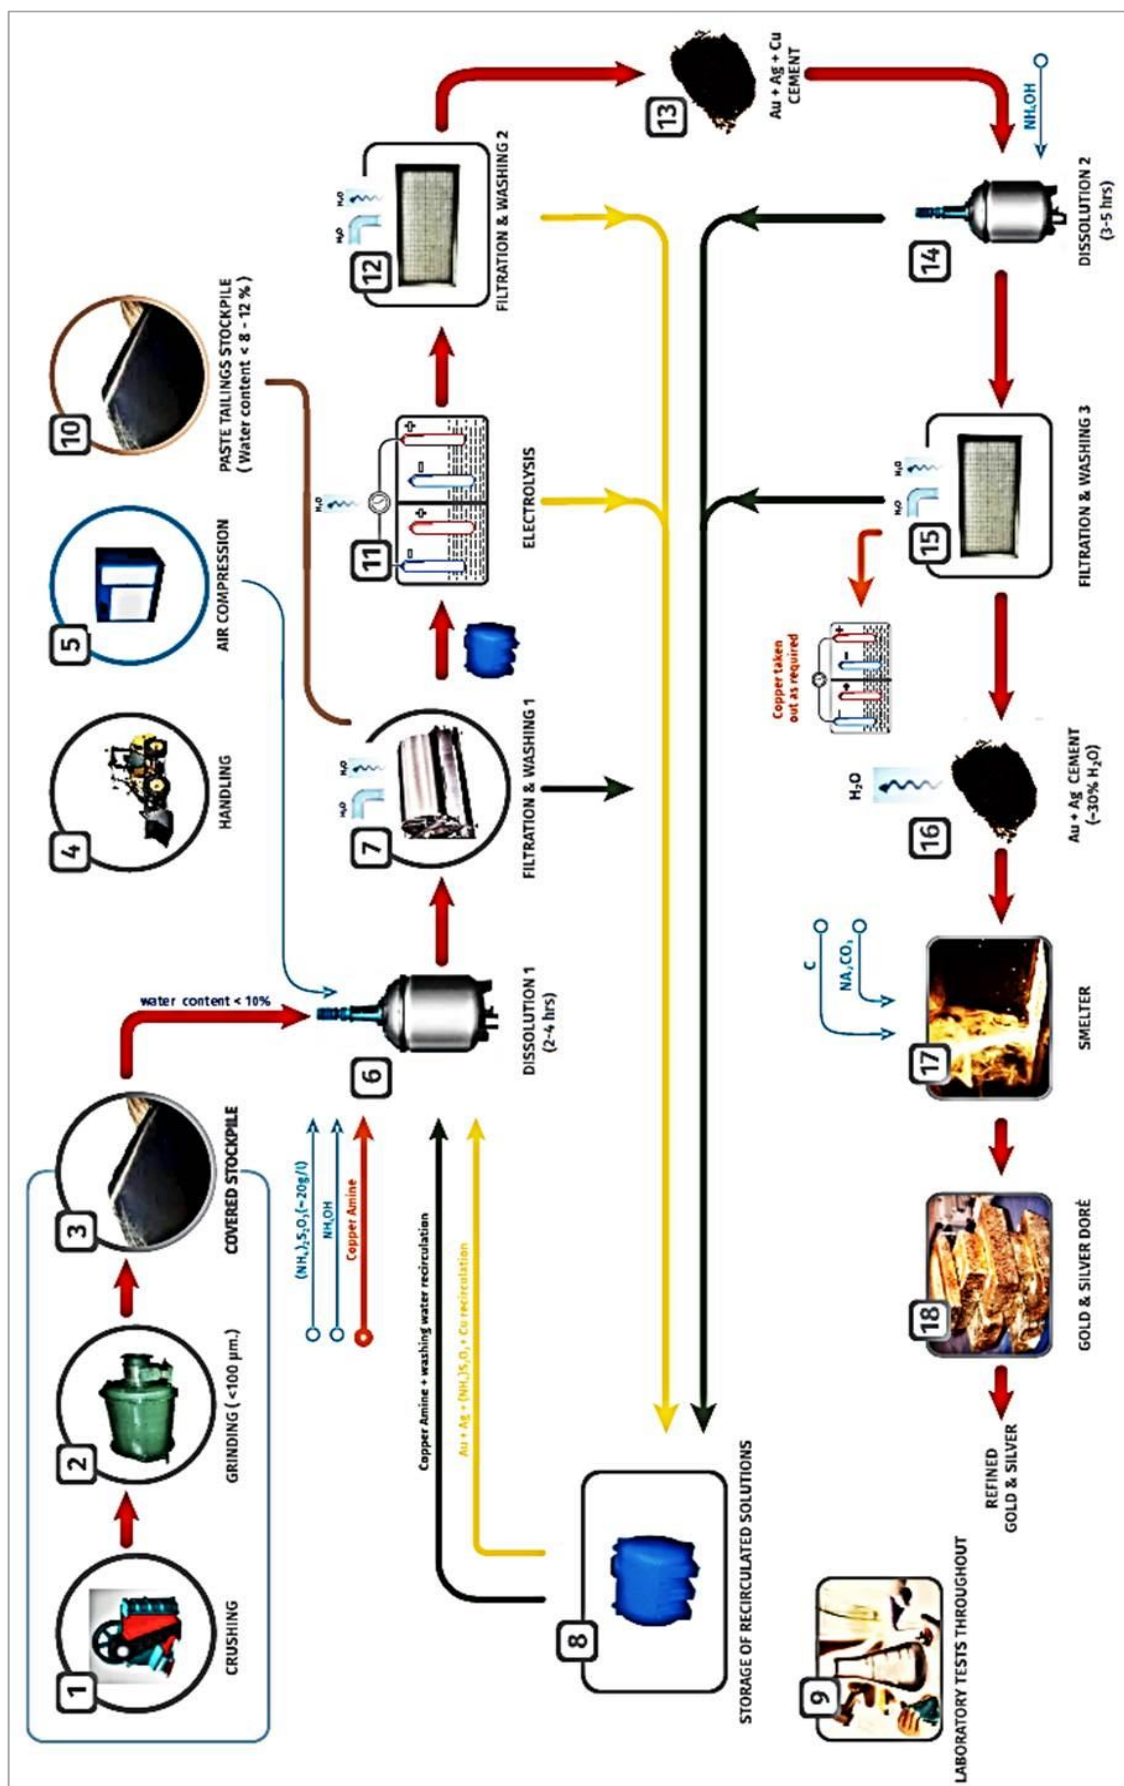 1
CRUSHING
2
GRINDING ( <100 µm.)
3
COVERED STOCKPILE
water content < 10%
4
HANDLING
5
AIR COMPRESSION
10
PASTE TAILINGS STOCKPILE
( Water content < 8 - 12 % )
(NH₄)₂S₂O₃(~20g/l)
NH₄OH
Copper Amine
6
DISSOLUTION 1
(2-4 hrs)
7
H₂O
H₂O
FILTRATION & WASHING 1
11
H₂O
ELECTROLYSIS
12
H₂O
H₂O
FILTRATION & WASHING 2
13
Au + Ag + Cu
CEMENT
Copper Amine + washing water recirculation
Au + Ag + (NH₄)S₂O₃ + Cu recirculation
8
STORAGE OF RECIRCULATED SOLUTIONS
NH₄OH
14
DISSOLUTION 2
(3-5 hrs)
15
H₂O
H₂O
FILTRATION & WASHING 3
Copper taken
out as required
16
H₂O
Au + Ag CEMENT
(~30% H₂O)
C
NA₂CO₃
17
SMELTER
18
GOLD & SILVER DORÉ
REFINED
GOLD & SILVER
9
LABORATORY TESTS THROUGHOUT